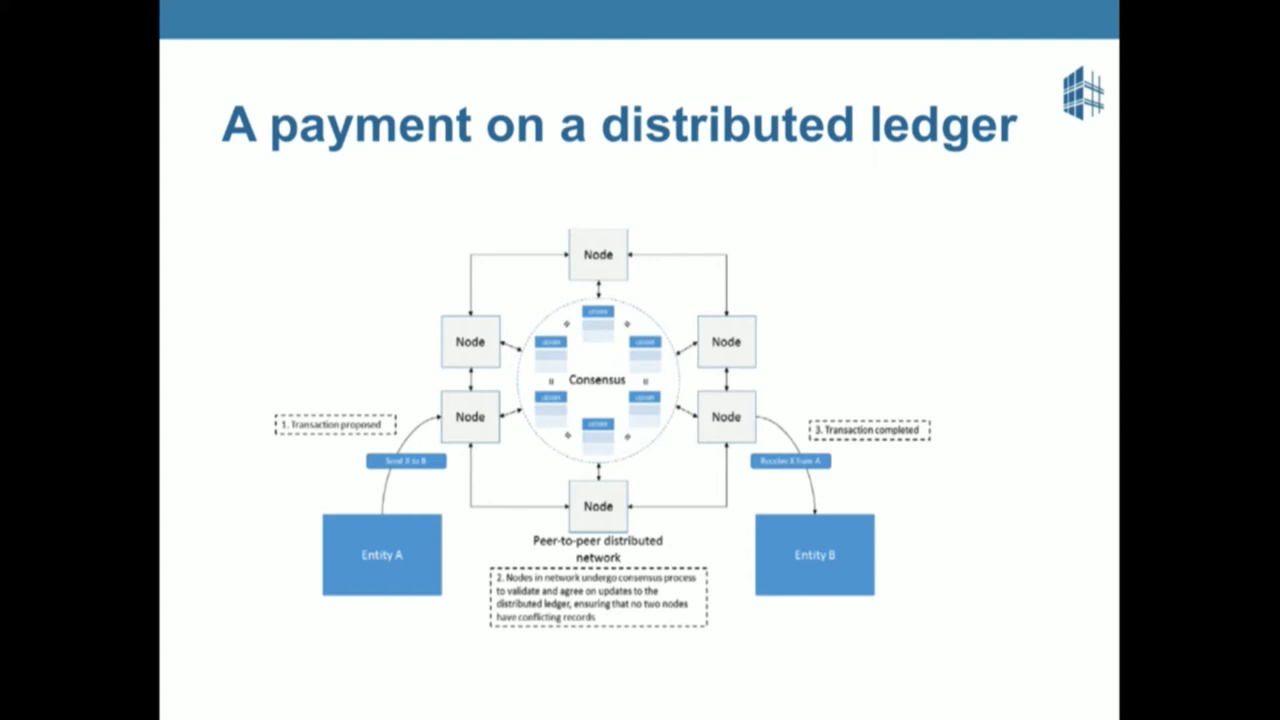 A payment on a distributed ledger
Node
Node
Node
Consensus
Node
Node
1. Transaction proposed
3. Transaction completed
Send X to B
Receive X from A
Node
Entity A
Entity B
Peer-to-peer distributed
network
2. Nodes in network undergo consensus process
to validate and agree on updates to the
distributed ledger, ensuring that no two nodes
have conflicting records